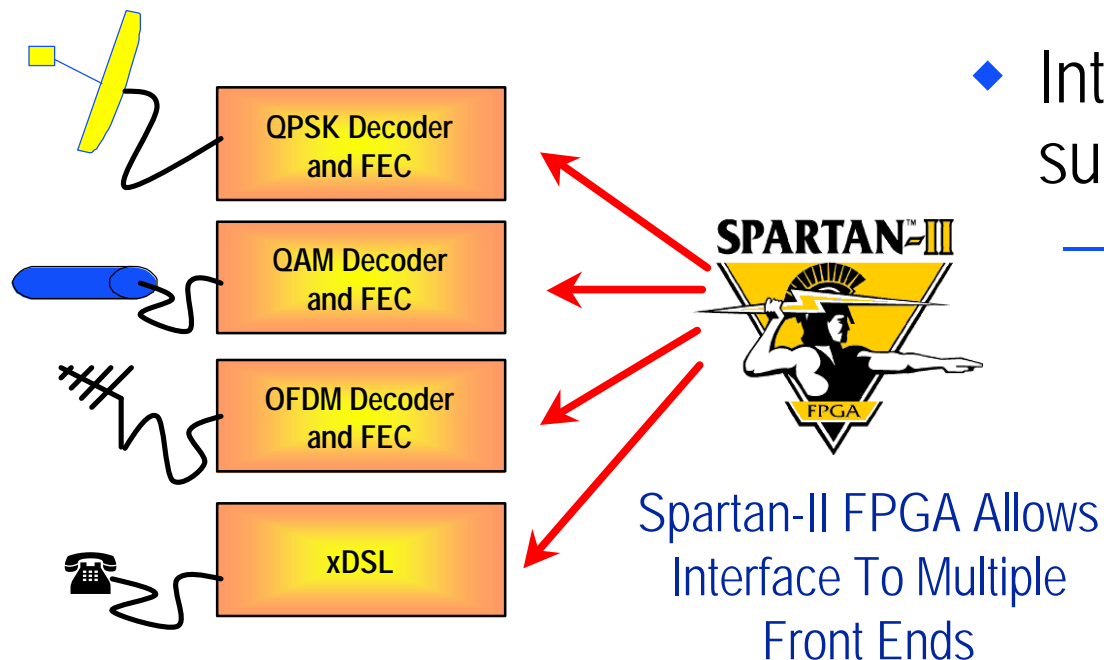 QPSK Decoder
and FEC
QAM Decoder
and FEC
OFDM Decoder
and FEC
xDSL
SPARTAN™-II
FPGA
Spartan-II FPGA Allows
Interface To Multiple
Front Ends